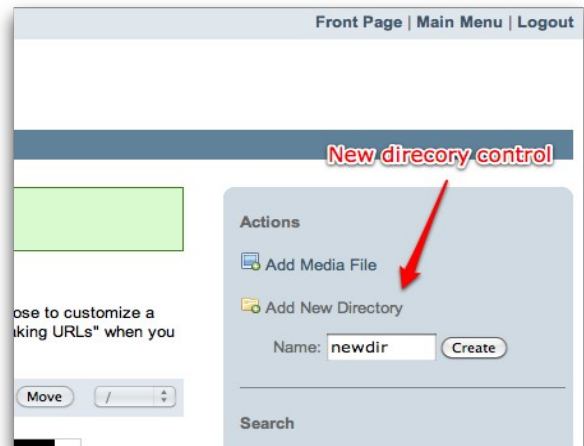 Front Page | Main Menu | Logout
New direcory control
Actions
Add Media File
Add New Directory
Name: newdir Create
ose to customize a
aking URLs" when you
Move /
Search